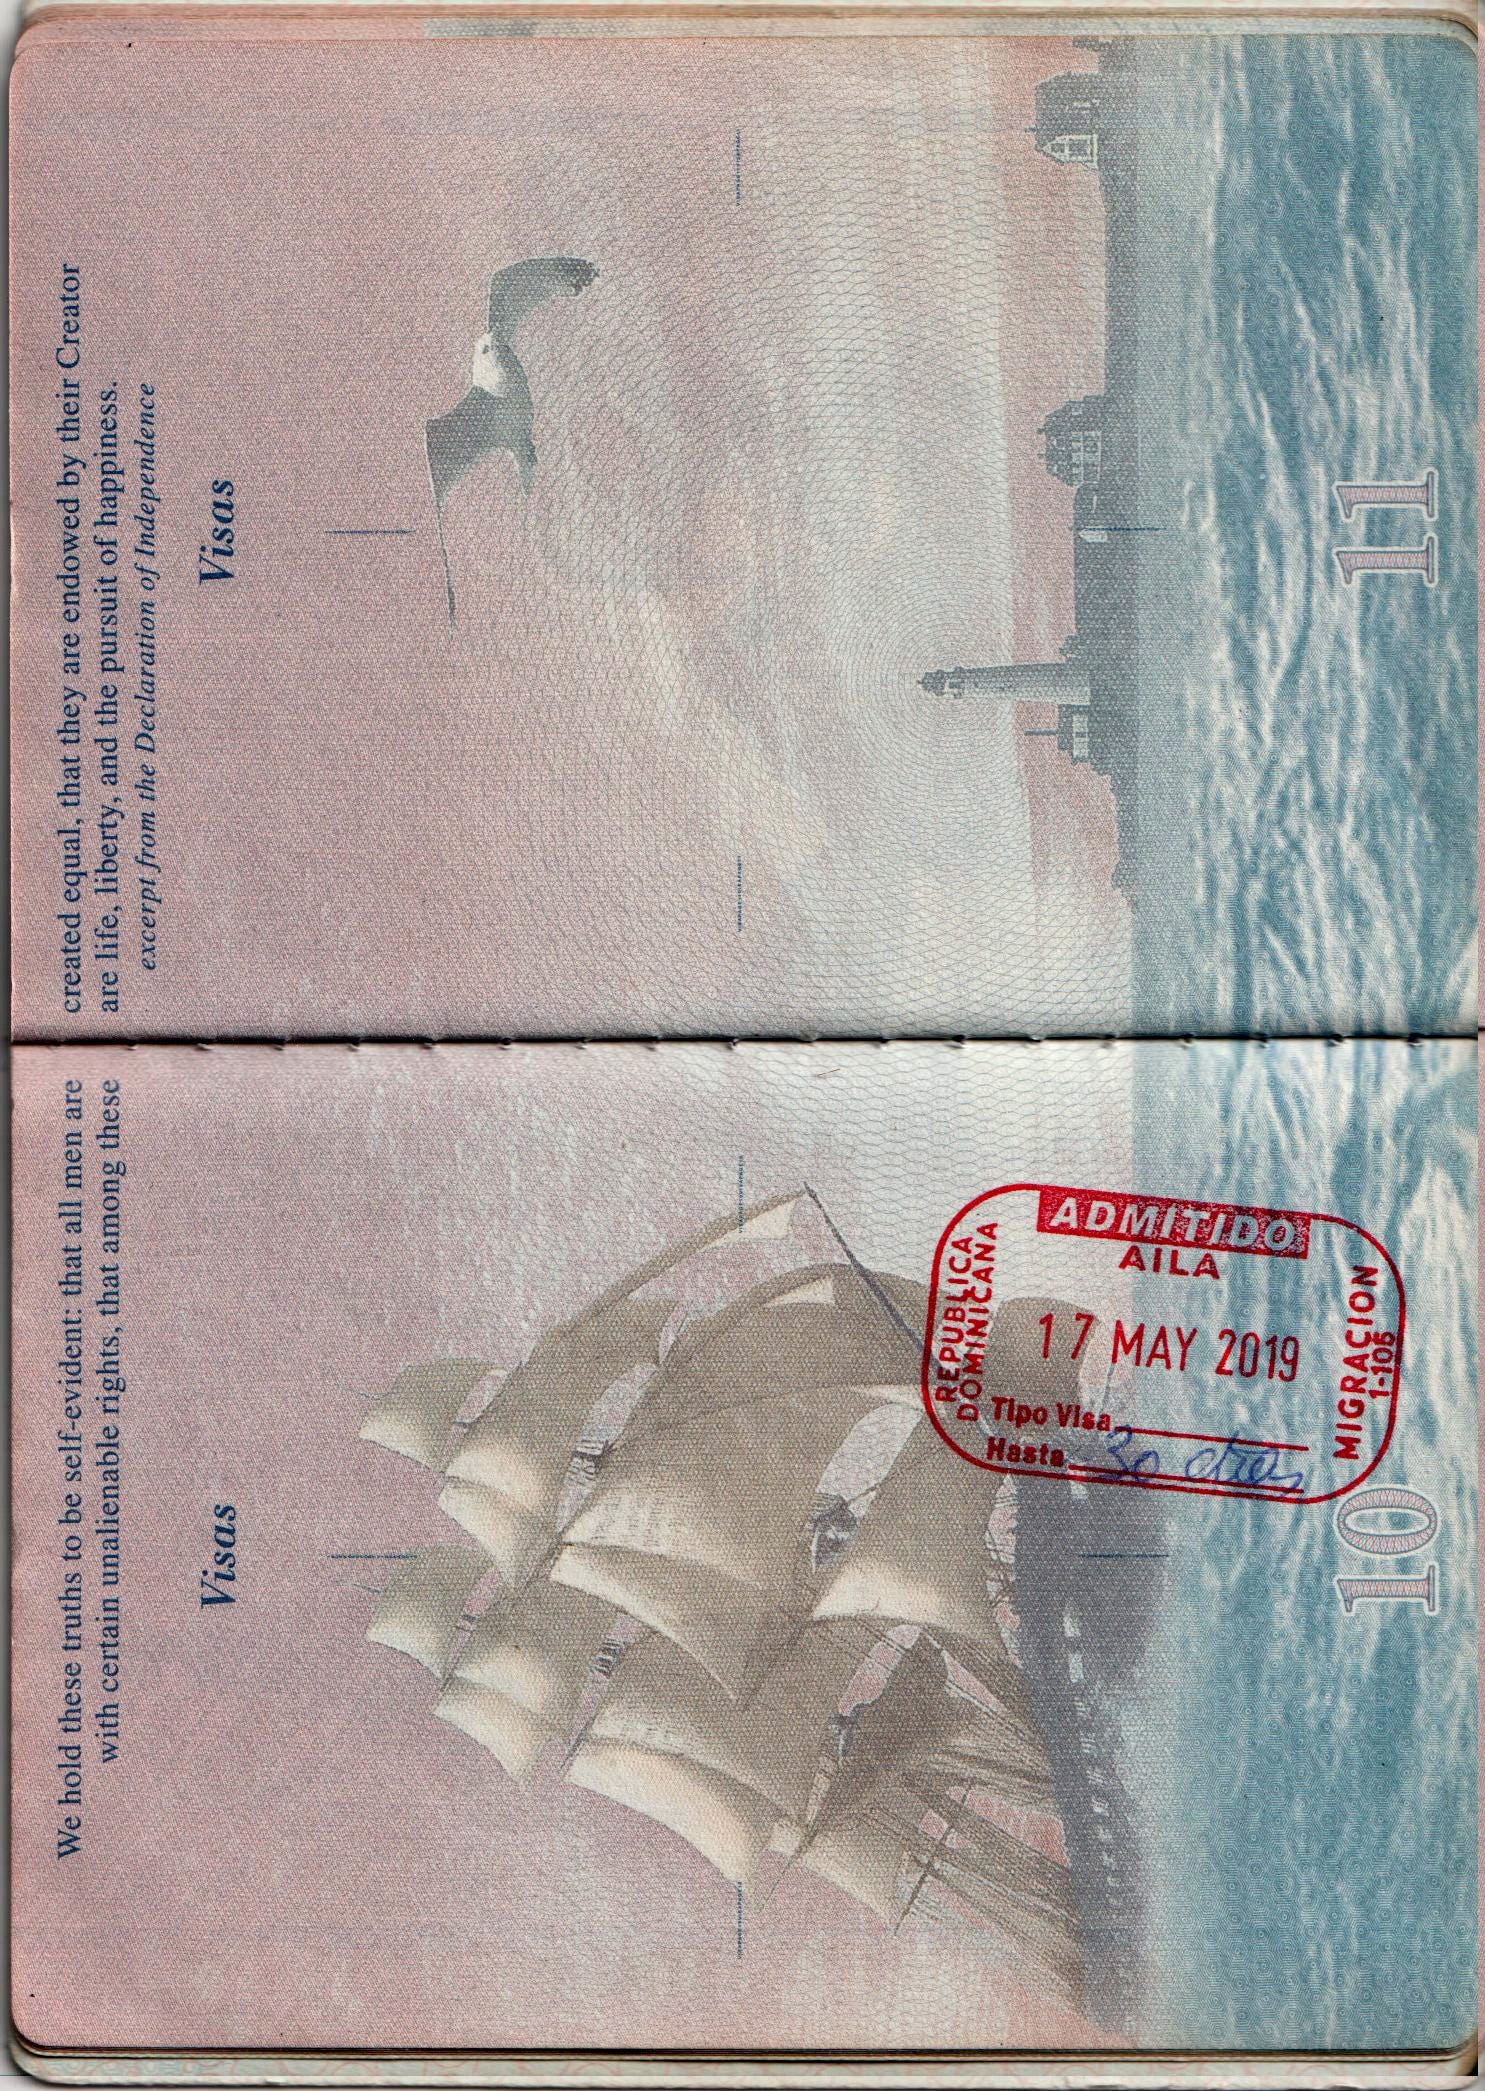 We hold these truths to be self-evident: that all men are
with certain unalienable rights, that among these
Visas
REPUBLICA
DOMINICANA
ADMITIDO
AILA
17 MAY 2019
Tipo Visa
Hasta 30 dias
MIGRACION
1-106
10
created equal, that they are endowed by their Creator
are life, liberty, and the pursuit of happiness.
excerpt from the Declaration of Independence
Visas
11